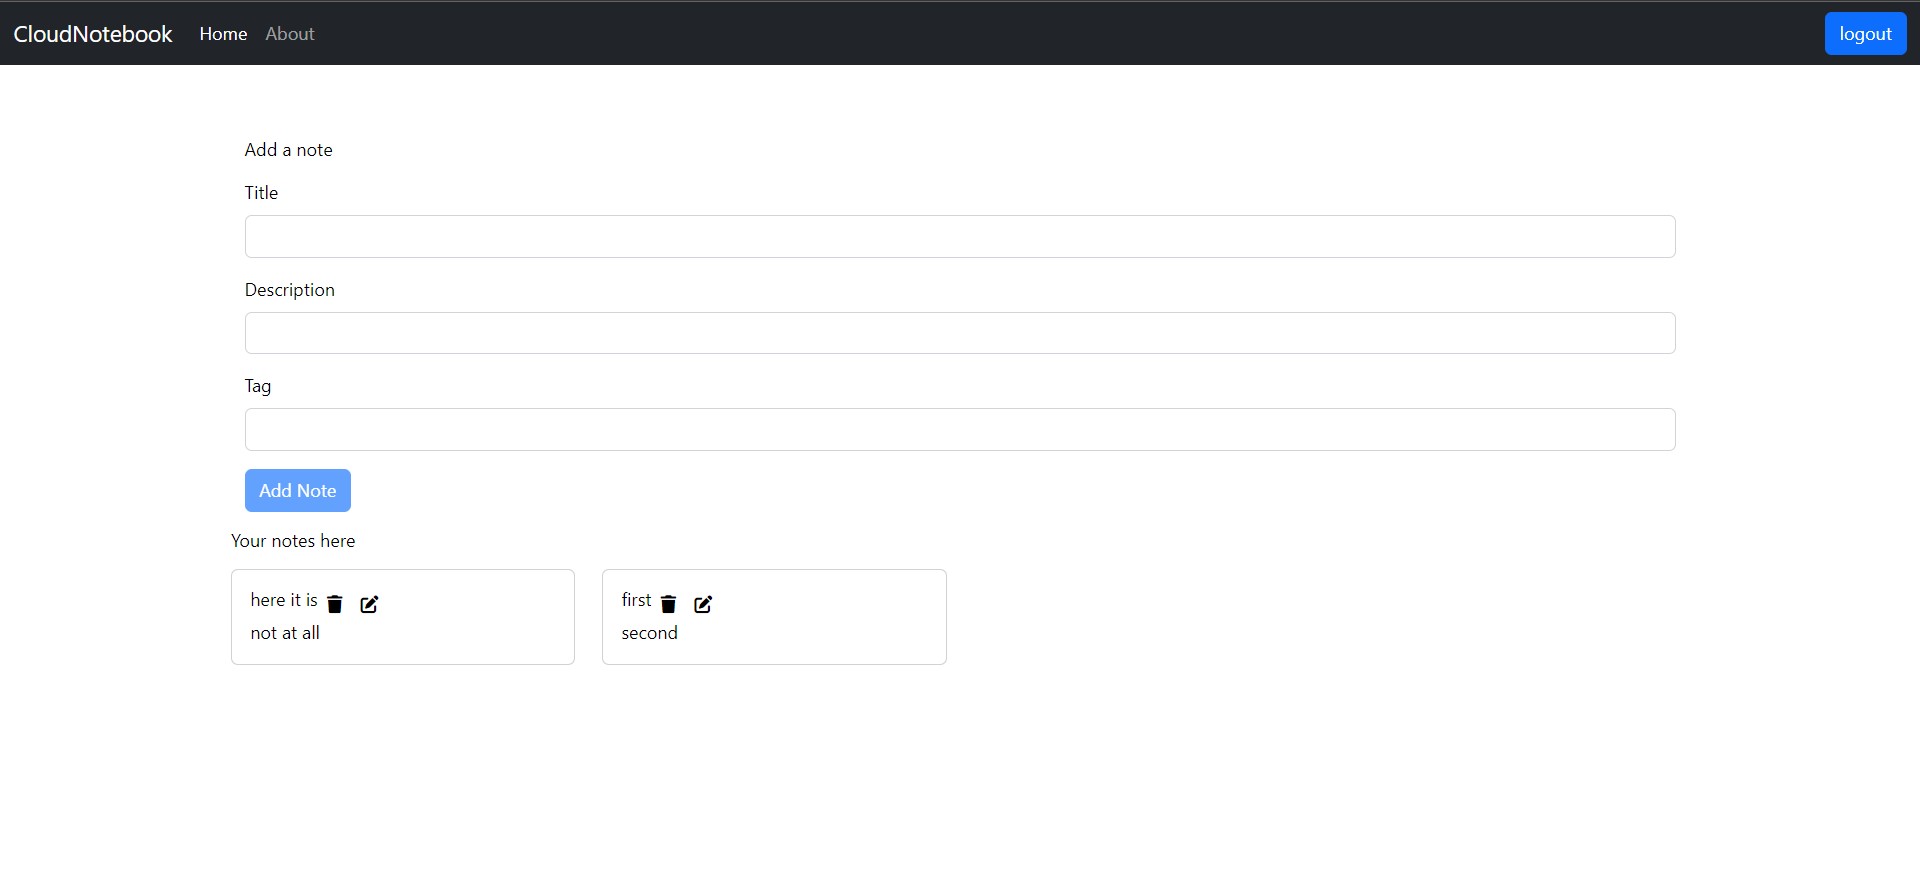 CloudNotebook Home About logout
Add a note
Title
Description
Tag
Add Note
Your notes here
here it is
not at all
first
second